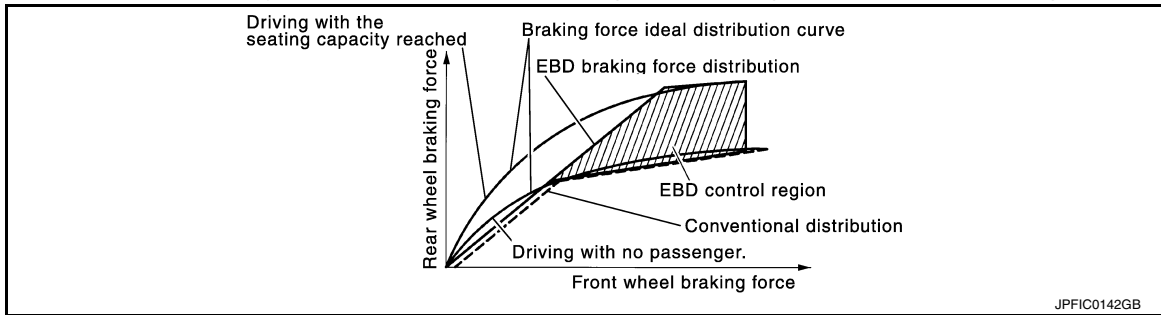 Driving with the
seating capacity reached
Braking force ideal distribution curve
EBD braking force distribution
Rear wheel braking force
EBD control region
Conventional distribution
Driving with no passenger.
Front wheel braking force
JPFIC0142GB